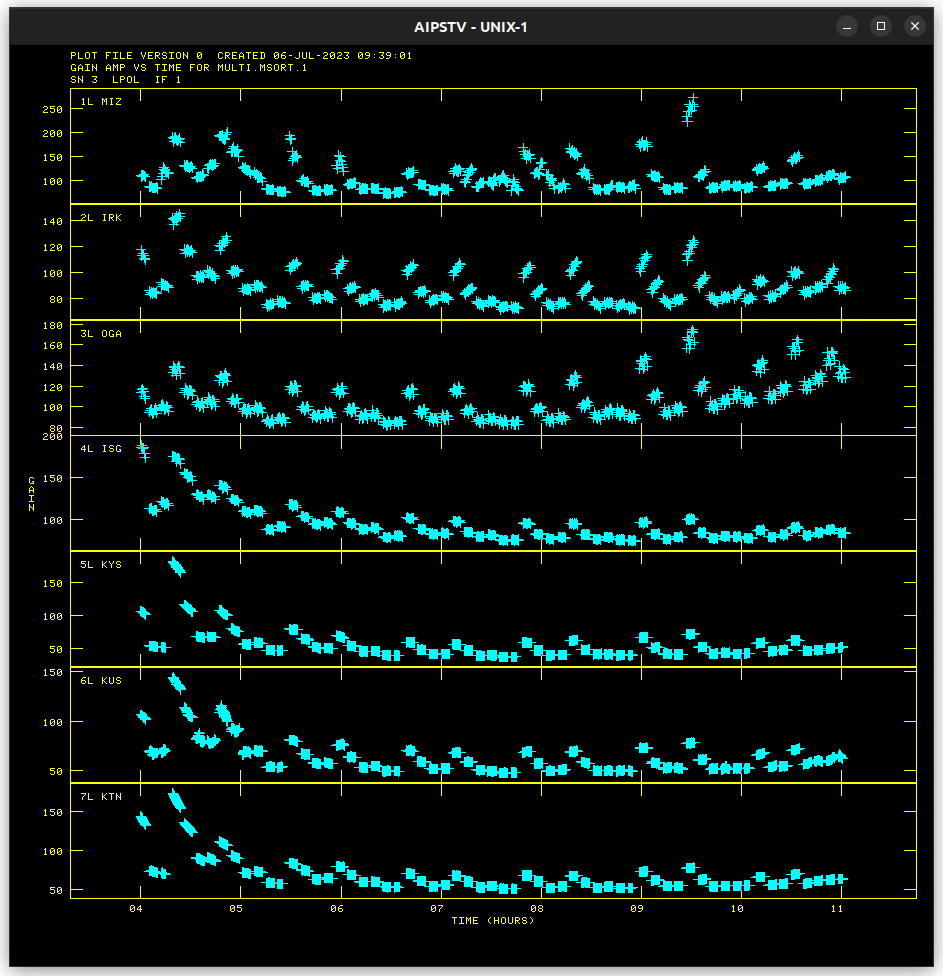 AIPSTV - UNIX-1
PLOT FILE VERSION 0  CREATED 06-JUL-2023 09:39:01
GAIN AMP VS TIME FOR MULTI.MSORT.1
SN 3  LPOL  IF 1
1L MIZ
250
200
150
100
2L IRK
140
120
100
80
3L OGA
180
160
140
120
100
80
4L ISG
200
150
100
GAIN
5L KYS
150
100
50
6L KUS
150
100
50
7L KTN
150
100
50
04 05 06 07 08 09 10 11
TIME (HOURS)